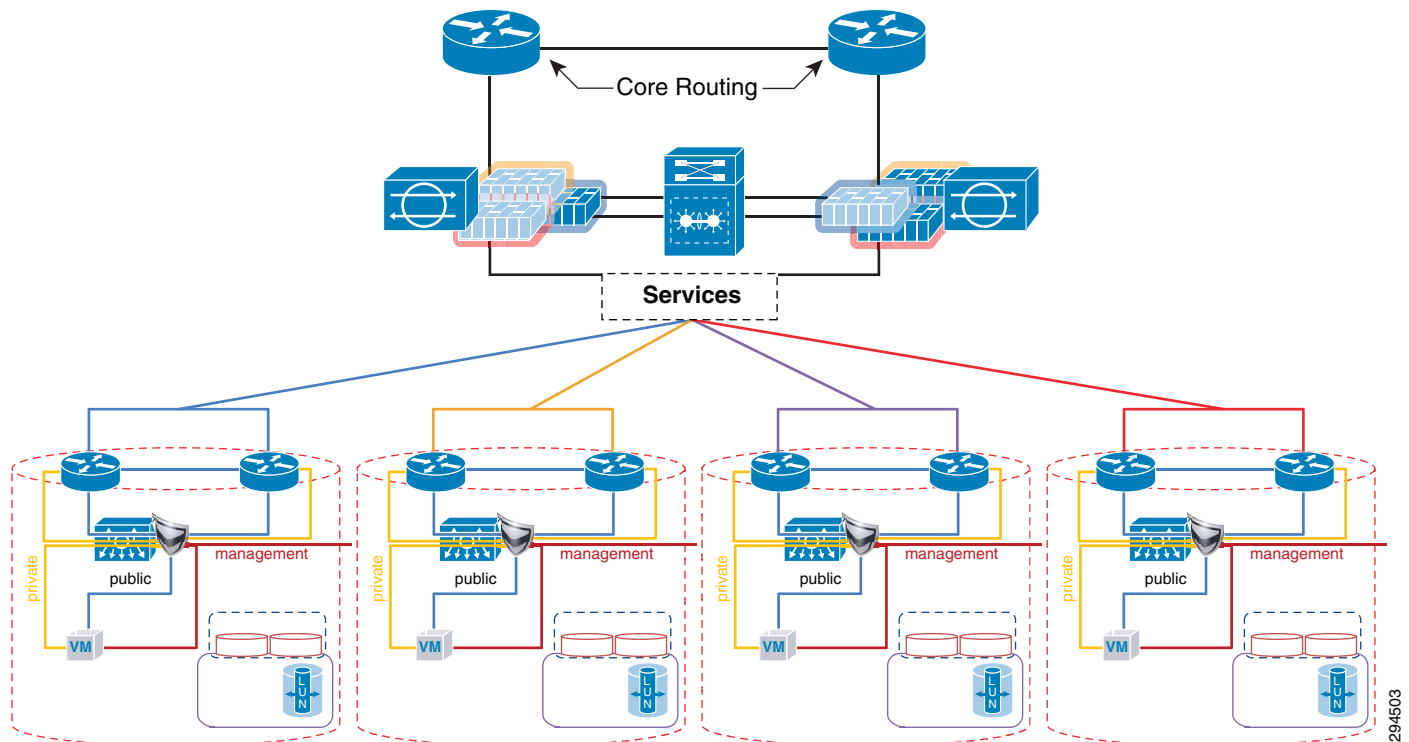 Core Routing
Services
management
public
private
VM
LUN
management
public
private
VM
LUN
management
public
private
VM
LUN
management
public
private
VM
LUN
294503